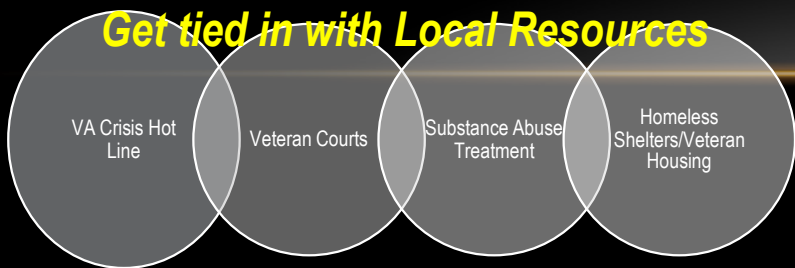 Get tied in with Local Resources
VA Crisis Hot
Line
Veteran Courts
Substance Abuse
Treatment
Homeless
Shelters/Veteran
Housing